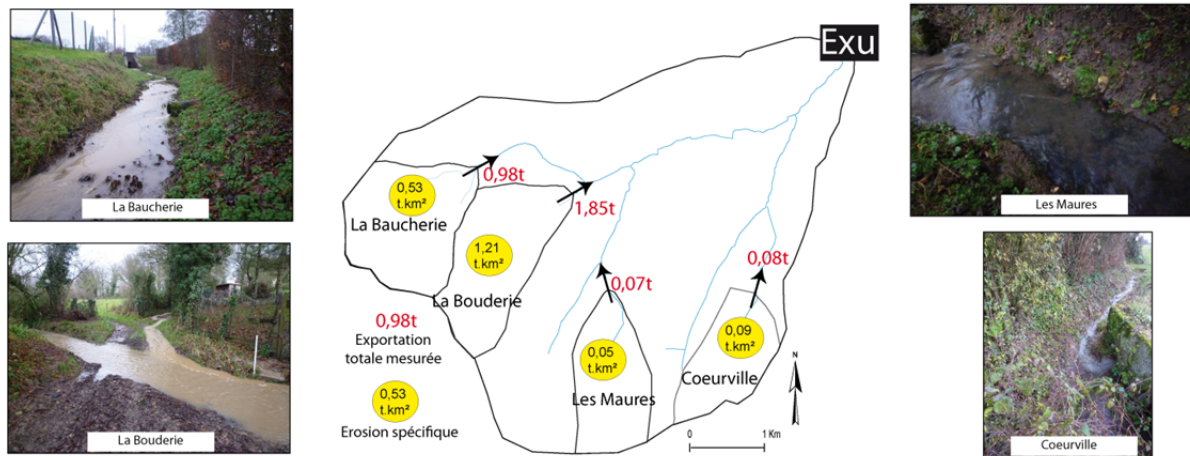 La Baucherie
La Bouderie
Exu
0,98t
0,53
t.km²
La Baucherie
1,85t
1,21
t.km²
La Bouderie
0,07t
0,08t
0,98t
Exportation
totale mesurée
0,05
t.km²
Les Maures
0,09
t.km²
Coeurville
0,53
t.km²
Erosion spécifique
N
0
1 Km
Les Maures
Coeurville